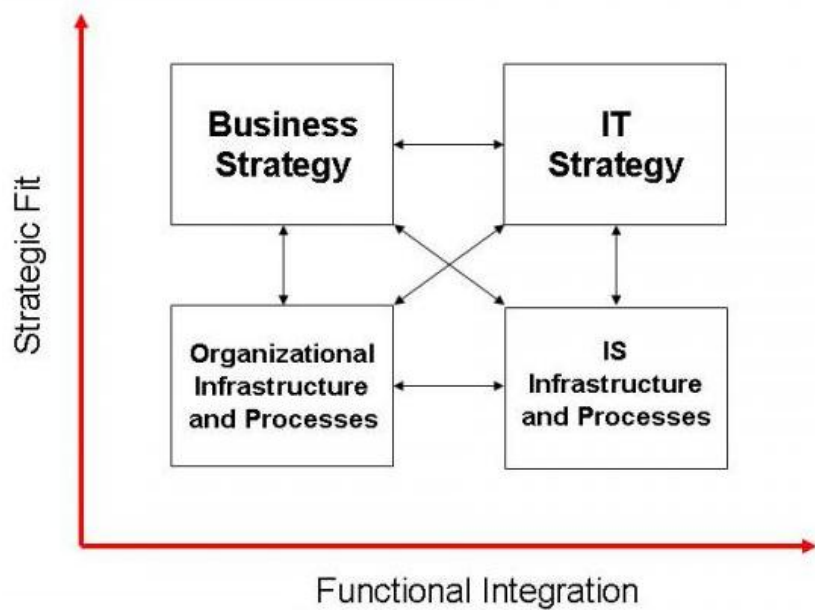 Strategic Fit
Business
Strategy
IT
Strategy
Organizational
Infrastructure
and Processes
IS
Infrastructure
and Processes
Functional Integration